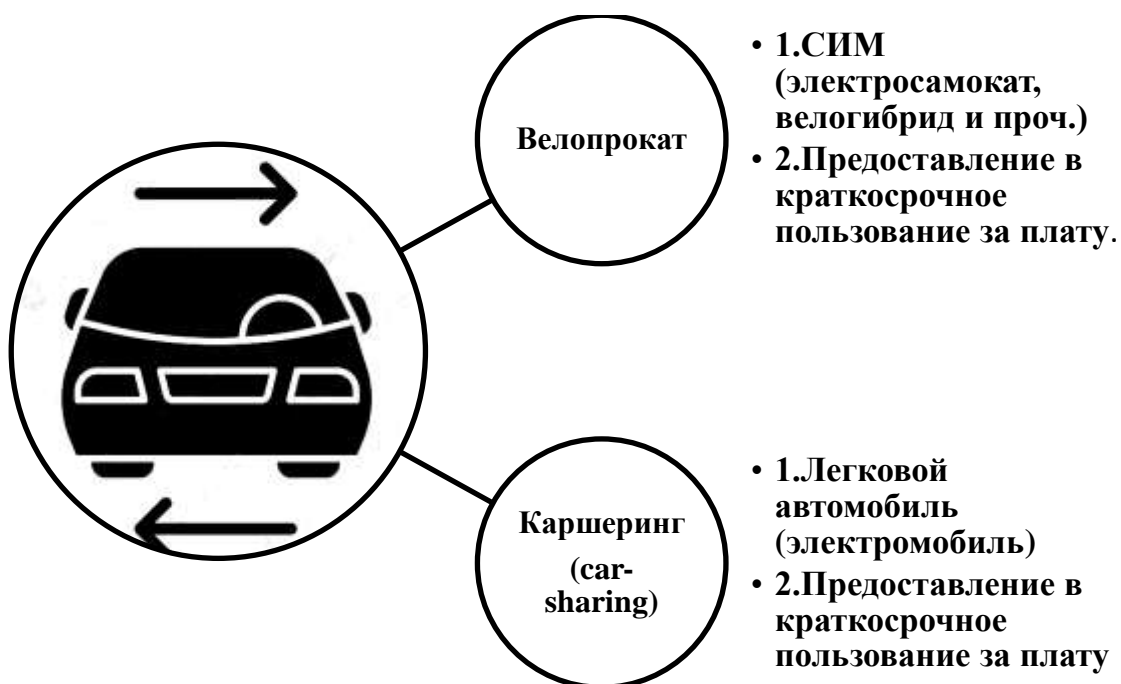 Велопрокат
• 1.СИМ
(электросамокат,
велогибрид и проч.)
• 2.Предоставление в
краткосрочное
пользование за плату.
Каршеринг
(car-
sharing)
• 1.Легковой
автомобиль
(электромобиль)
• 2.Предоставление в
краткосрочное
пользование за плату